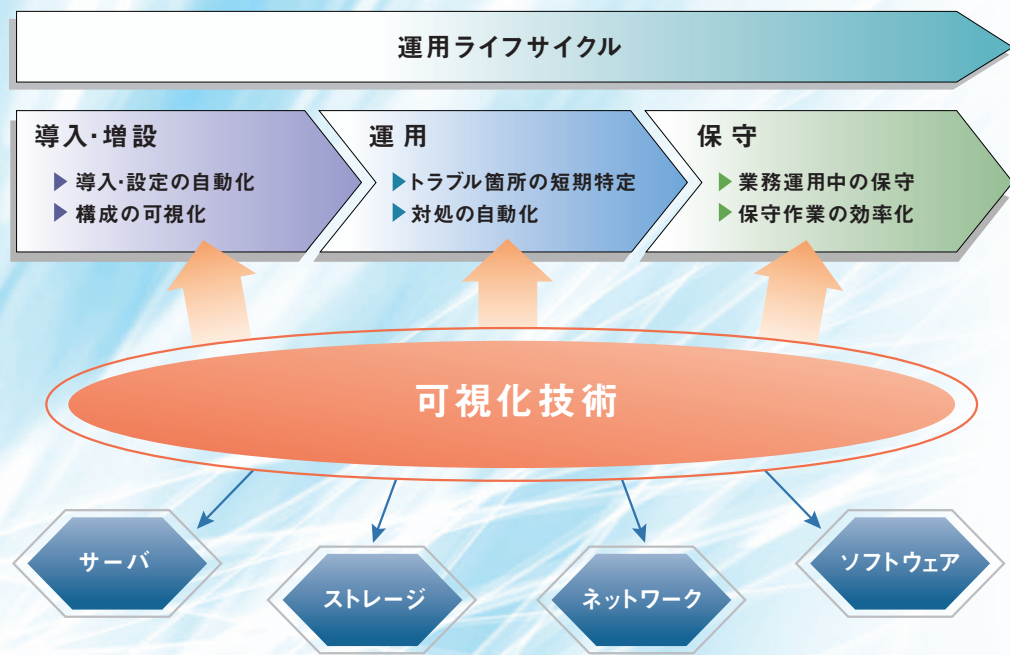 運用ライフサイクル
導入・増設
▶ 導入・設定の自動化
▶ 構成の可視化
運用
▶ トラブル箇所の短期特定
▶ 対処の自動化
保守
▶ 業務運用中の保守
▶ 保守作業の効率化
可視化技術
サーバ
ストレージ
ネットワーク
ソフトウェア